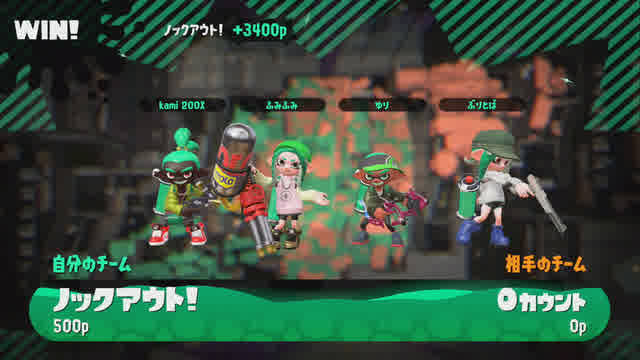 WIN!
ノックアウト! +3400p
kami 200X
ふみふみ
ゆり
ぷりとぱ
自分のチーム
相手のチーム
ノックアウト!
0カウント
500p
0p